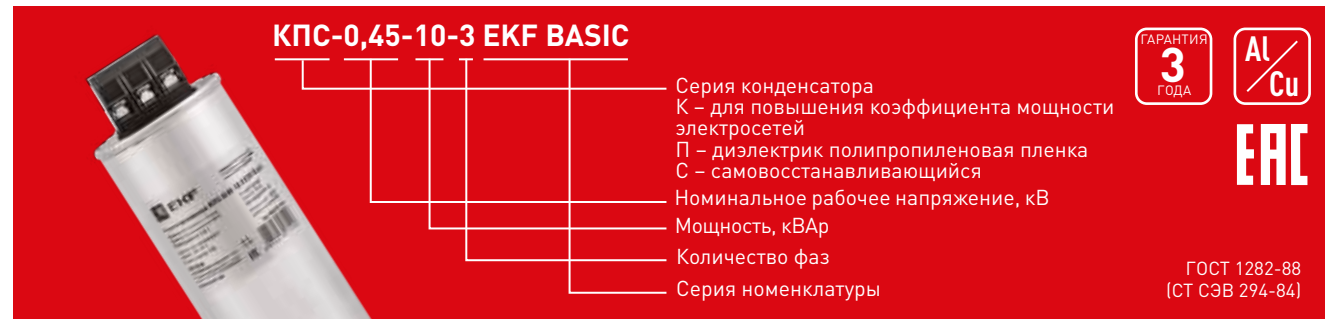 КПС-0,45-10-3 EKF BASIC
Серия конденсатора
К – для повышения коэффициента мощности
электросетей
П – диэлектрик полипропиленовая пленка
С – самовосстанавливающийся
Номинальное рабочее напряжение, кВ
Мощность, кВАр
Количество фаз
Серия номенклатуры
ГАРАНТИЯ
3
ГОДА
Al
Cu
EAC
ГОСТ 1282-88
(СТ СЭВ 294-84)
EKF